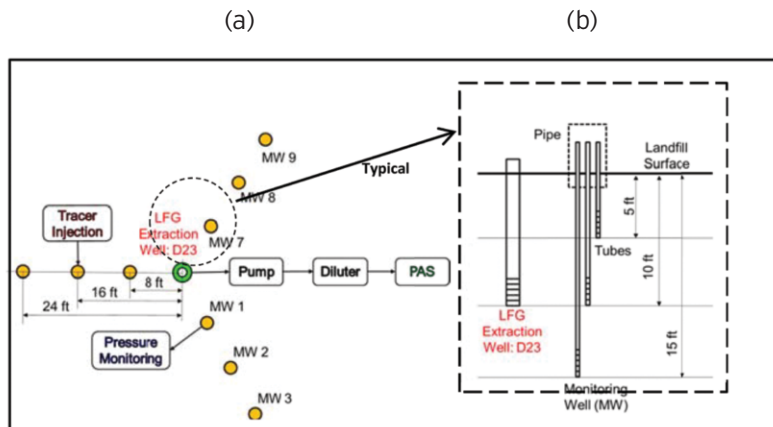 (a)
(b)
MW 9
MW 8
MW 7
Typical
Tracer
Injection
LFG
Extraction
Well: D23
8 ft
16 ft
24 ft
Pump
Diluter
PAS
MW 1
Pressure
Monitoring
MW 2
MW 3
Pipe
Landfill
Surface
5 ft
Tubes
10 ft
15 ft
LFG
Extraction
Well: D23
Monitoring
Well (MW)